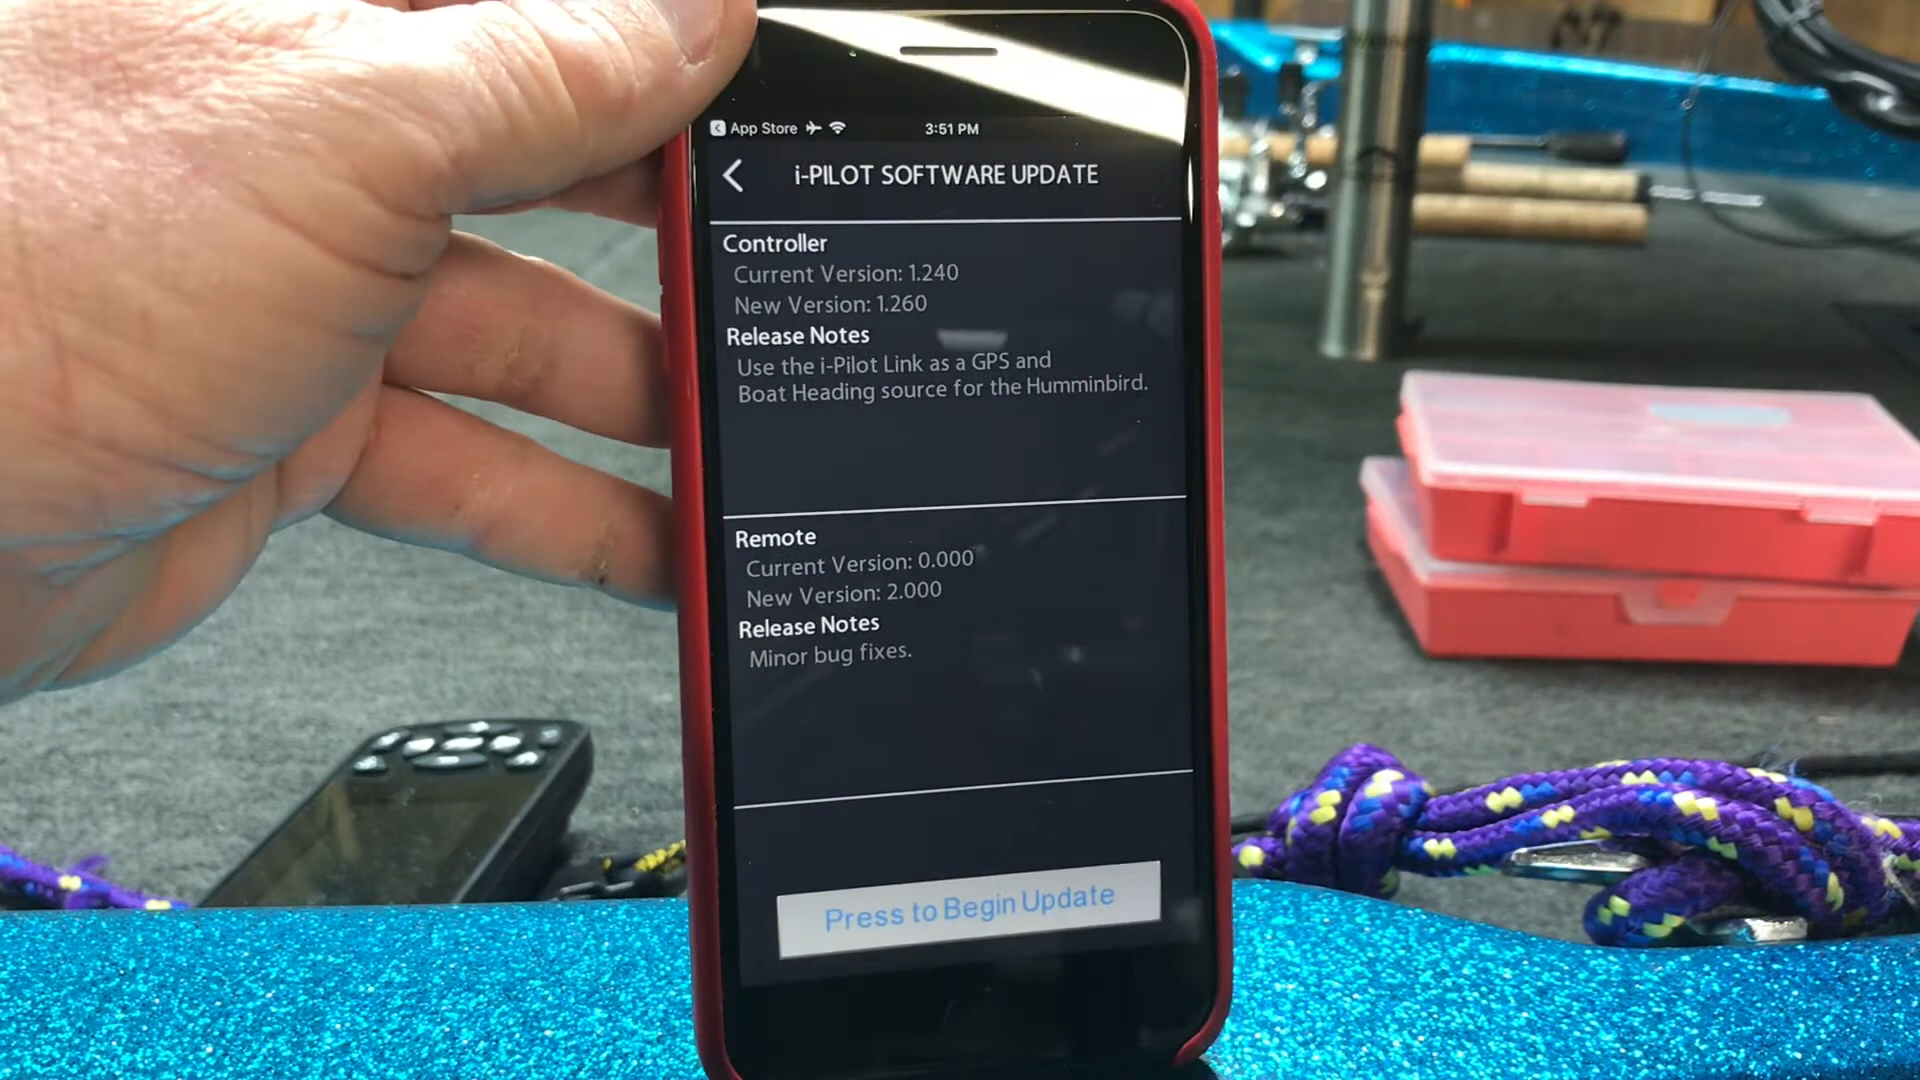 App Store
3:51 PM
i-PILOT SOFTWARE UPDATE
Controller
Current Version: 1.240
New Version: 1.260
Release Notes
Use the i-Pilot Link as a GPS and
Boat Heading source for the Humminbird.
Remote
Current Version: 0.000
New Version: 2.000
Release Notes
Minor bug fixes.
Press to Begin Update